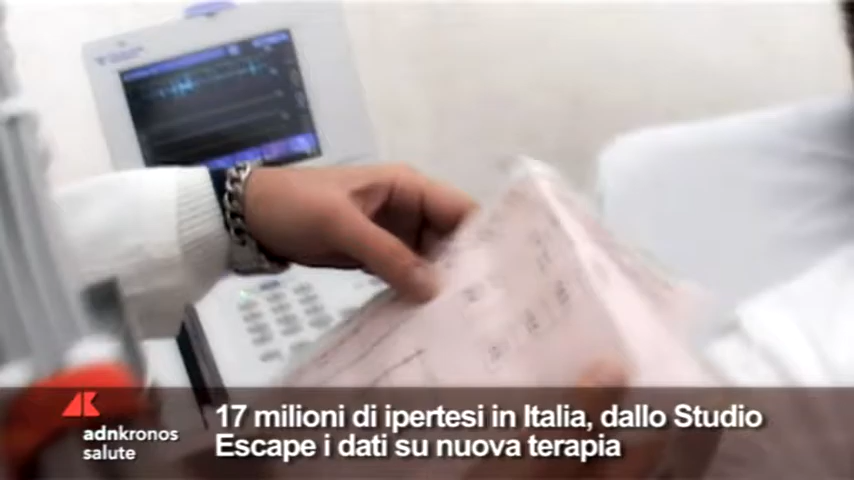 17 milioni di ipertesi in Italia, dallo Studio
Escape i dati su nuova terapia
adnkronos
salute